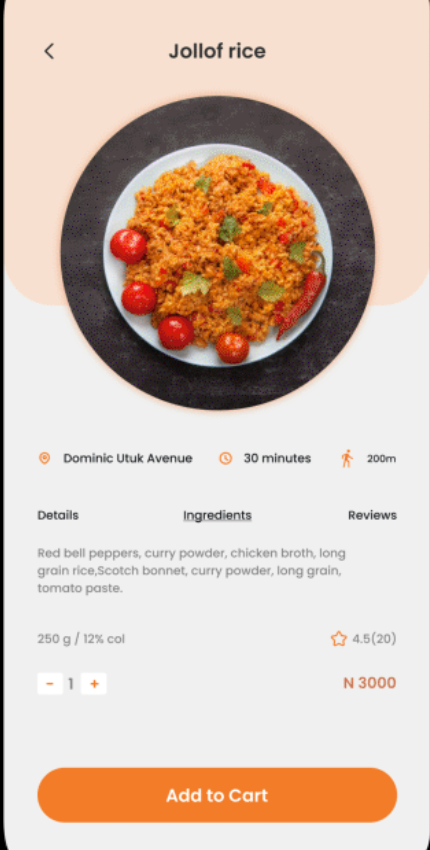 Jollof rice
Dominic Utuk Avenue 30 minutes 200m
Details Ingredients Reviews
Red bell peppers, curry powder, chicken broth, long
grain rice,Scotch bonnet, curry powder, long grain,
tomato paste.
250 g / 12% col 4.5(20)
- 1 + N 3000
Add to Cart